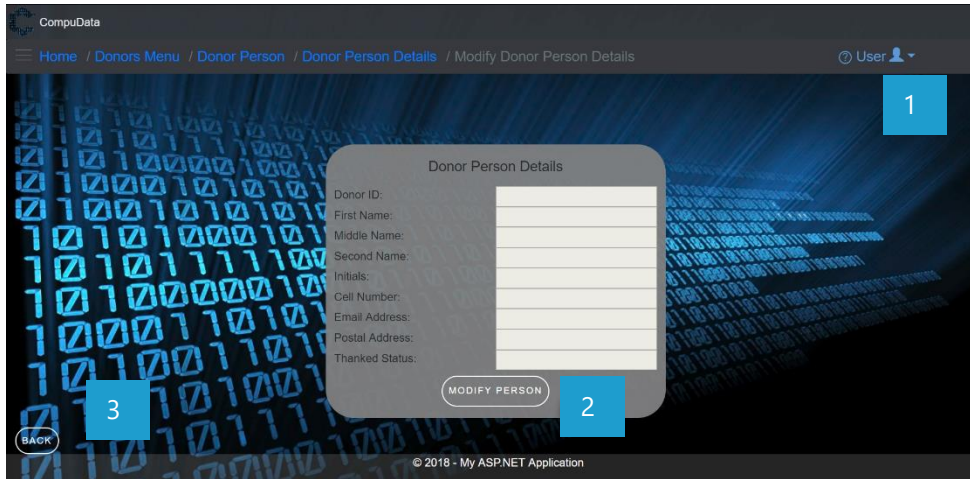 CompuData
Home / Donors Menu / Donor Person / Donor Person Details / Modify Donor Person Details
User
1
Donor Person Details
Donor ID:
First Name:
Middle Name:
Second Name:
Initials:
Cell Number:
Email Address:
Postal Address:
Thanked Status:
MODIFY PERSON
2
3
BACK
© 2018 - My ASP.NET Application